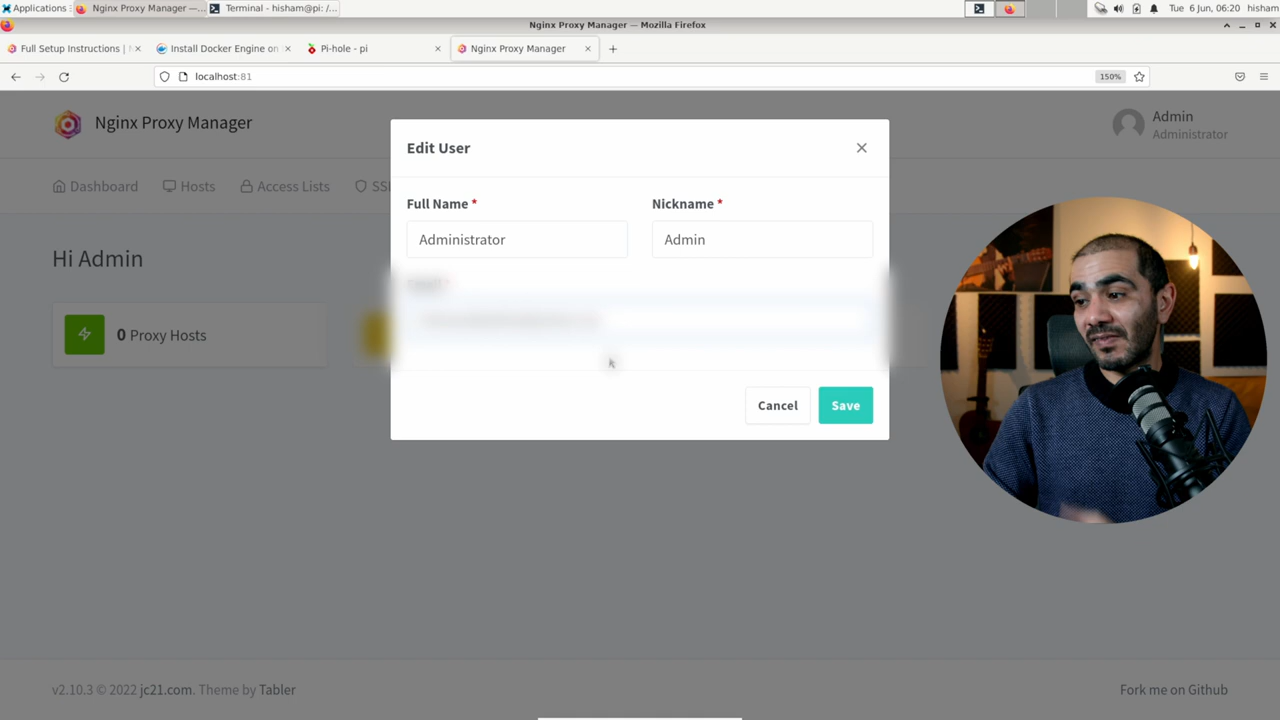 Applications
Nginx Proxy Manager —...
Terminal - hisham@pi: /...
Tue 6 Jun, 06:20 hisham
Nginx Proxy Manager — Mozilla Firefox
Full Setup Instructions |
Install Docker Engine on
Pi-hole - pi
Nginx Proxy Manager
localhost:81
150%
Nginx Proxy Manager
Admin
Administrator
Dashboard
Hosts
Access Lists
SS
Edit User
Full Name *
Nickname *
Administrator
Admin
Hi Admin
0 Proxy Hosts
Cancel
Save
v2.10.3 © 2022 jc21.com. Theme by Tabler
Fork me on Github